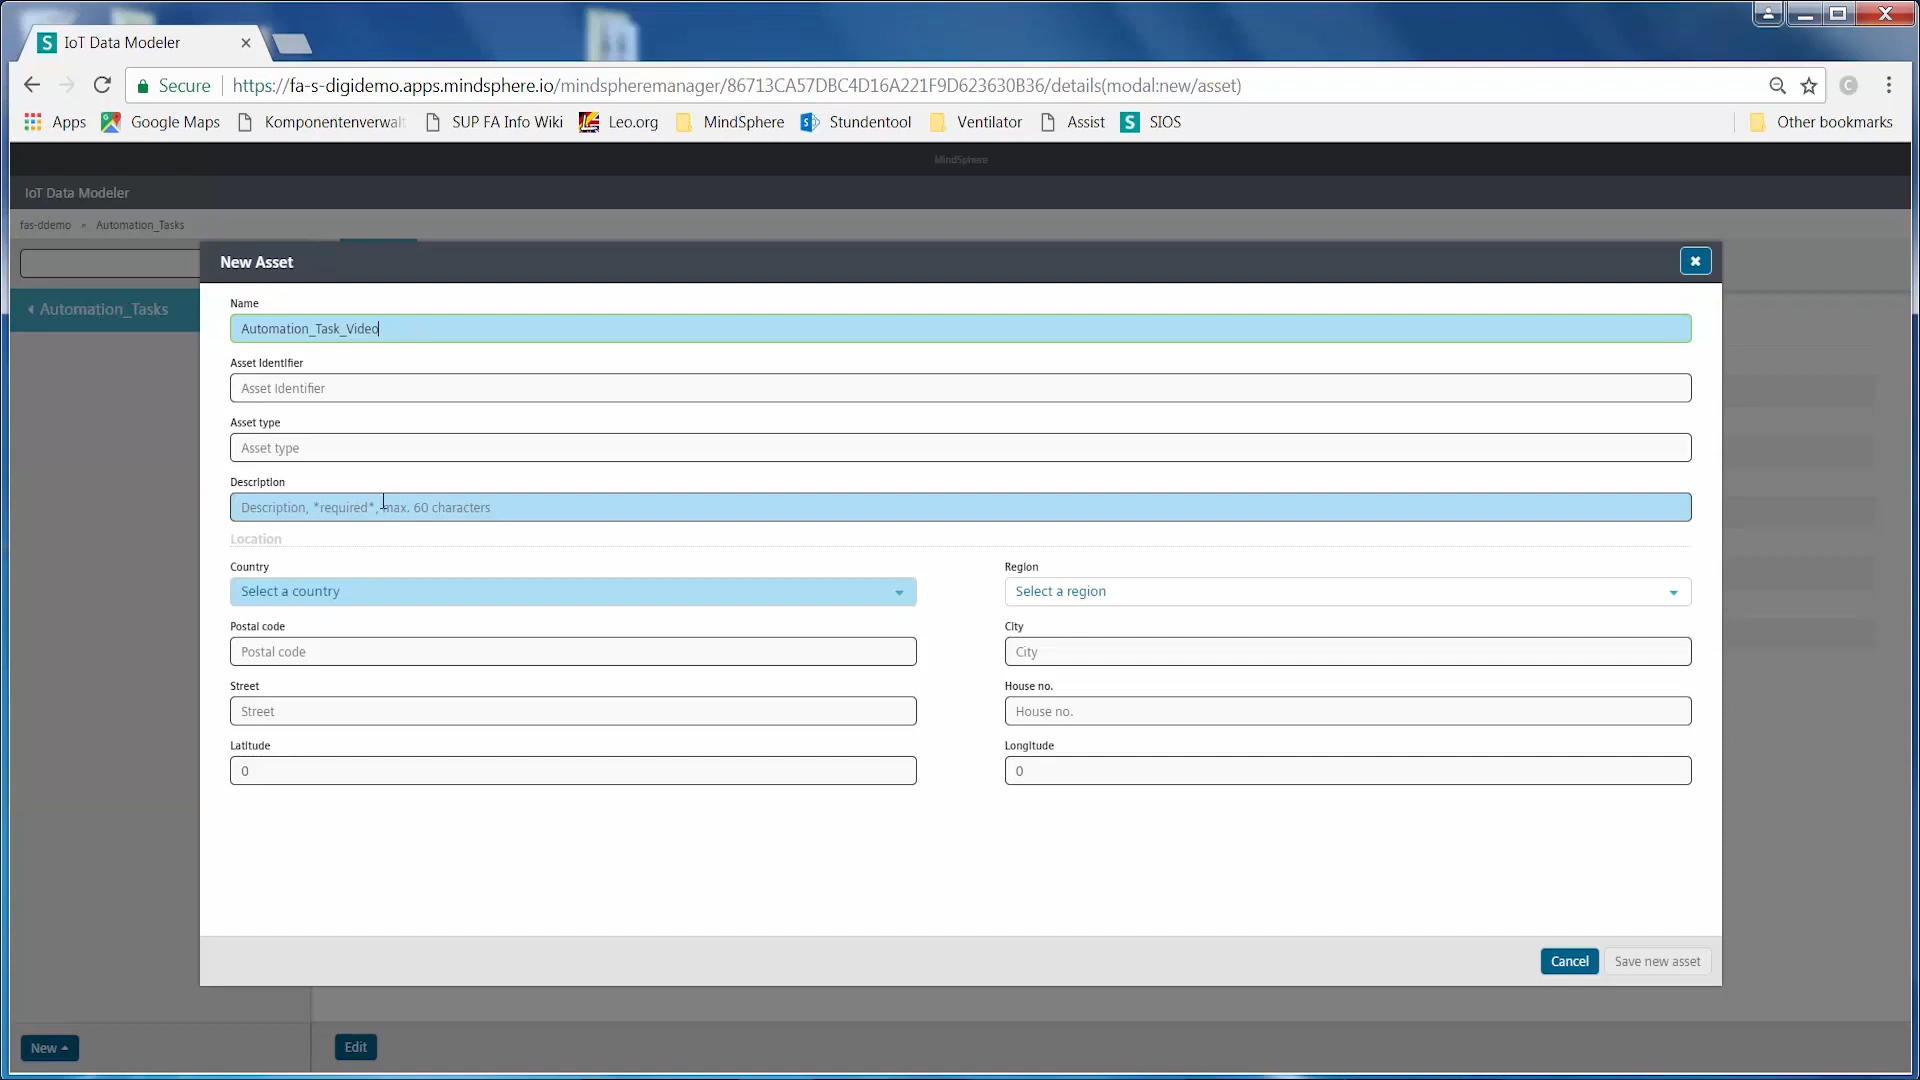 IoT Data Modeler
Secure https://fa-s-digidemo.apps.mindsphere.io/mindspheremanager/86713CA57DBC4D16A221F9D623630B36/details(modal:new/asset)
Apps Google Maps Komponentenverwalt SUP FA Info Wiki Leo.org MindSphere Stundentool Ventilator Assist SIOS Other bookmarks
MindSphere
IoT Data Modeler
fas-ddemo » Automation_Tasks
New Asset
Automation_Tasks
Name
Automation_Task_Video
Asset Identifier
Asset Identifier
Asset type
Asset type
Description
Description, *required*, max. 60 characters
Location
Country Region
Select a country Select a region
Postal code City
Postal code City
Street House no.
Street House no.
Latitude Longitude
0 0
Cancel Save new asset
New Edit